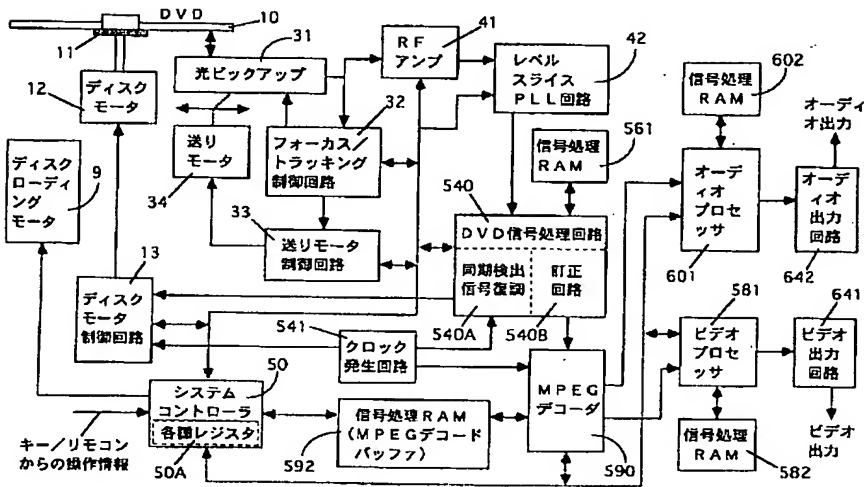 DVD
10
11
31
光ピックアップ
41
RF
アンプ
42
レベル
スライス
PLL回路
602
信号処理
RAM
オーディ
オ出力
12
ディスク
モータ
32
フォーカス/
トラッキング
制御回路
送り
モータ
34
信号処理
RAM
561
ディスク
ローディ
ング
モータ
9
オーディ
オプロセ
ッサ
601
オーディ
オ出力
回路
642
33
送りモータ
制御回路
540
DVD信号処理回路
同期検出
信号復調
訂正
回路
540A
540B
13
ディスク
モータ
制御回路
541
クロック
発生回路
581
ビデオ
プロセ
ッサ
641
ビデオ
出力
回路
50
システム
コントローラ
各種レジスタ
50A
キー/リモコン
からの操作情報
信号処理RAM
(MPEGデコード
バッファ)
592
MPEG
デコーダ
590
信号処理
RAM
582
ビデオ
出力